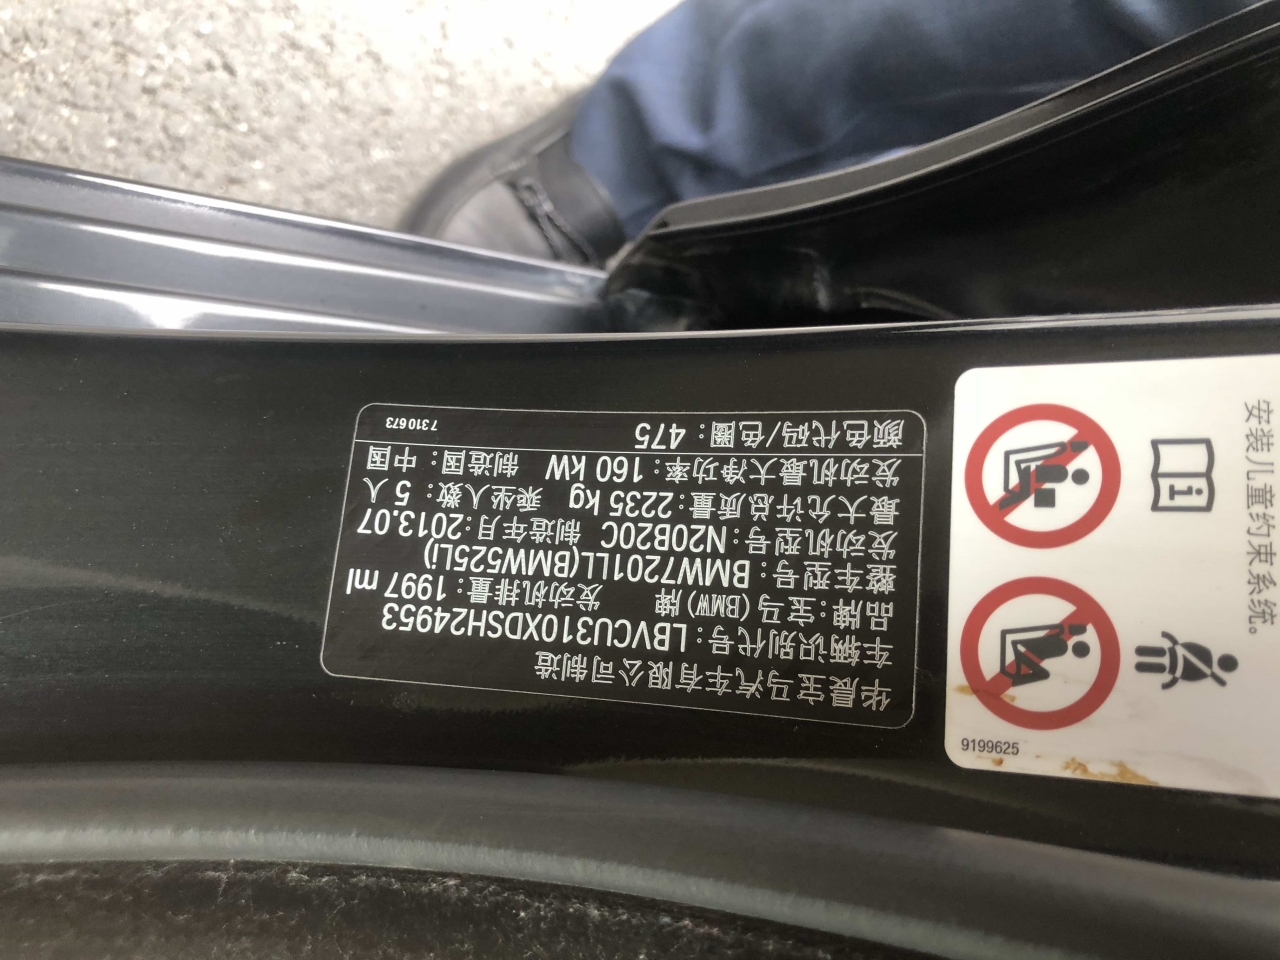 华晨宝马汽车有限公司制造
车辆识别代号：LBVCU310XDSH24953
品牌：宝马（BMW）牌 发动机排量：1997 ml
整车型号：BMW7201LL(BMW525Li)
发动机型号：N20B20C 制造年月：2013.07
最大允许总质量：2235 kg 乘坐人数：5 人
发动机最大净功率：160 kW 制造国：中国
颜色代码/色圈：475 7310673
安装儿童约束系统。
9199625